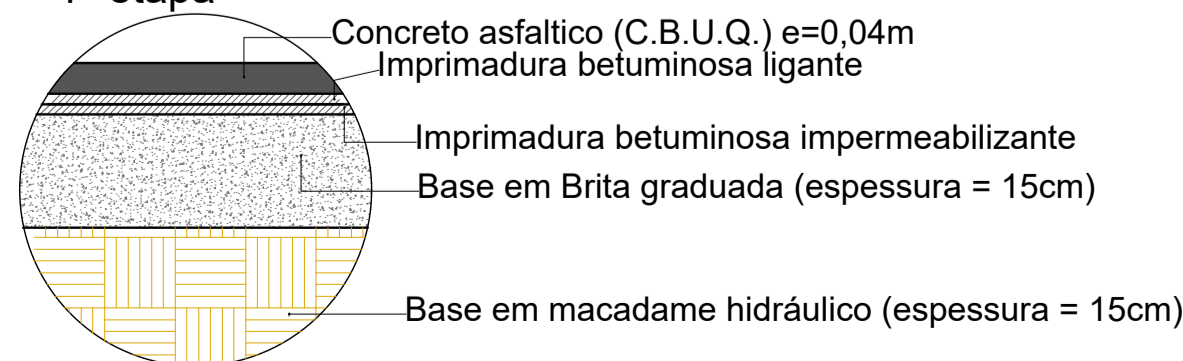 etapa
Concreto asfaltico (C.B.U.Q.) e=0,04m
Imprimadura betuminosa ligante
Imprimadura betuminosa impermeabilizante
Base em Brita graduada (espessura = 15cm)
Base em macadame hidráulico (espessura = 15cm)